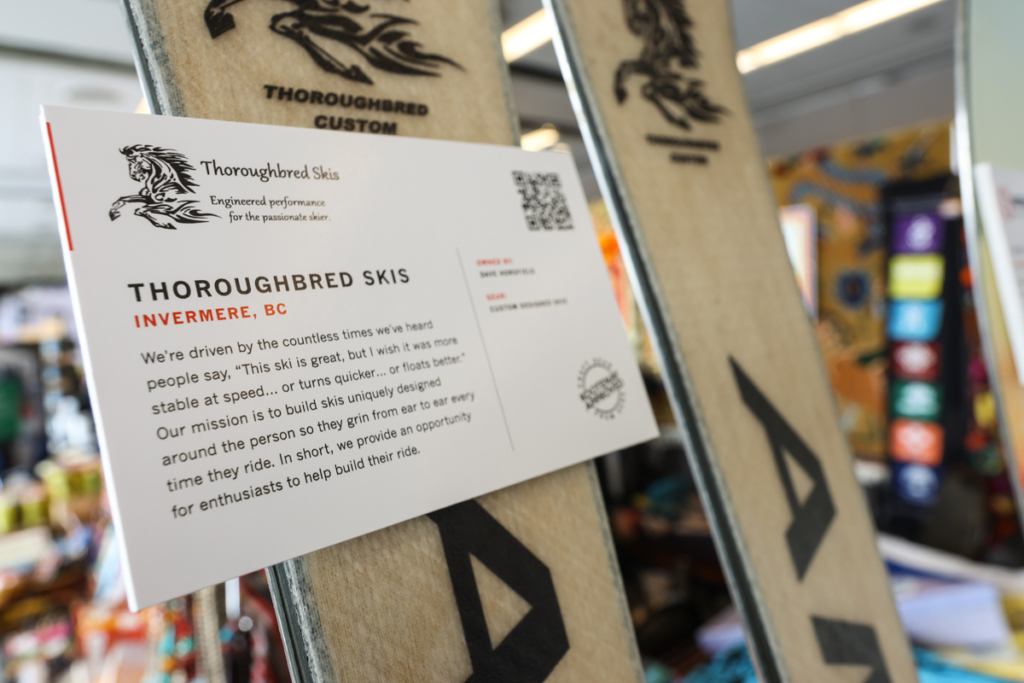 THOROUGHBRED
CUSTOM
Thoroughbred Skis
Engineered performance
for the passionate skier.
THOROUGHBRED SKIS
INVERMERE, BC
We're driven by the countless times we've heard
people say, “This ski is great, but I wish it was more
stable at speed... or turns quicker... or floats better.”
Our mission is to build skis uniquely designed
around the person so they grin from ear to ear every
time they ride. In short, we provide an opportunity
for enthusiasts to help build their ride.
OWNED BY:
GEAR:
CUSTOM DESIGNED SKIS
THOROUGHBRED
CUSTOM